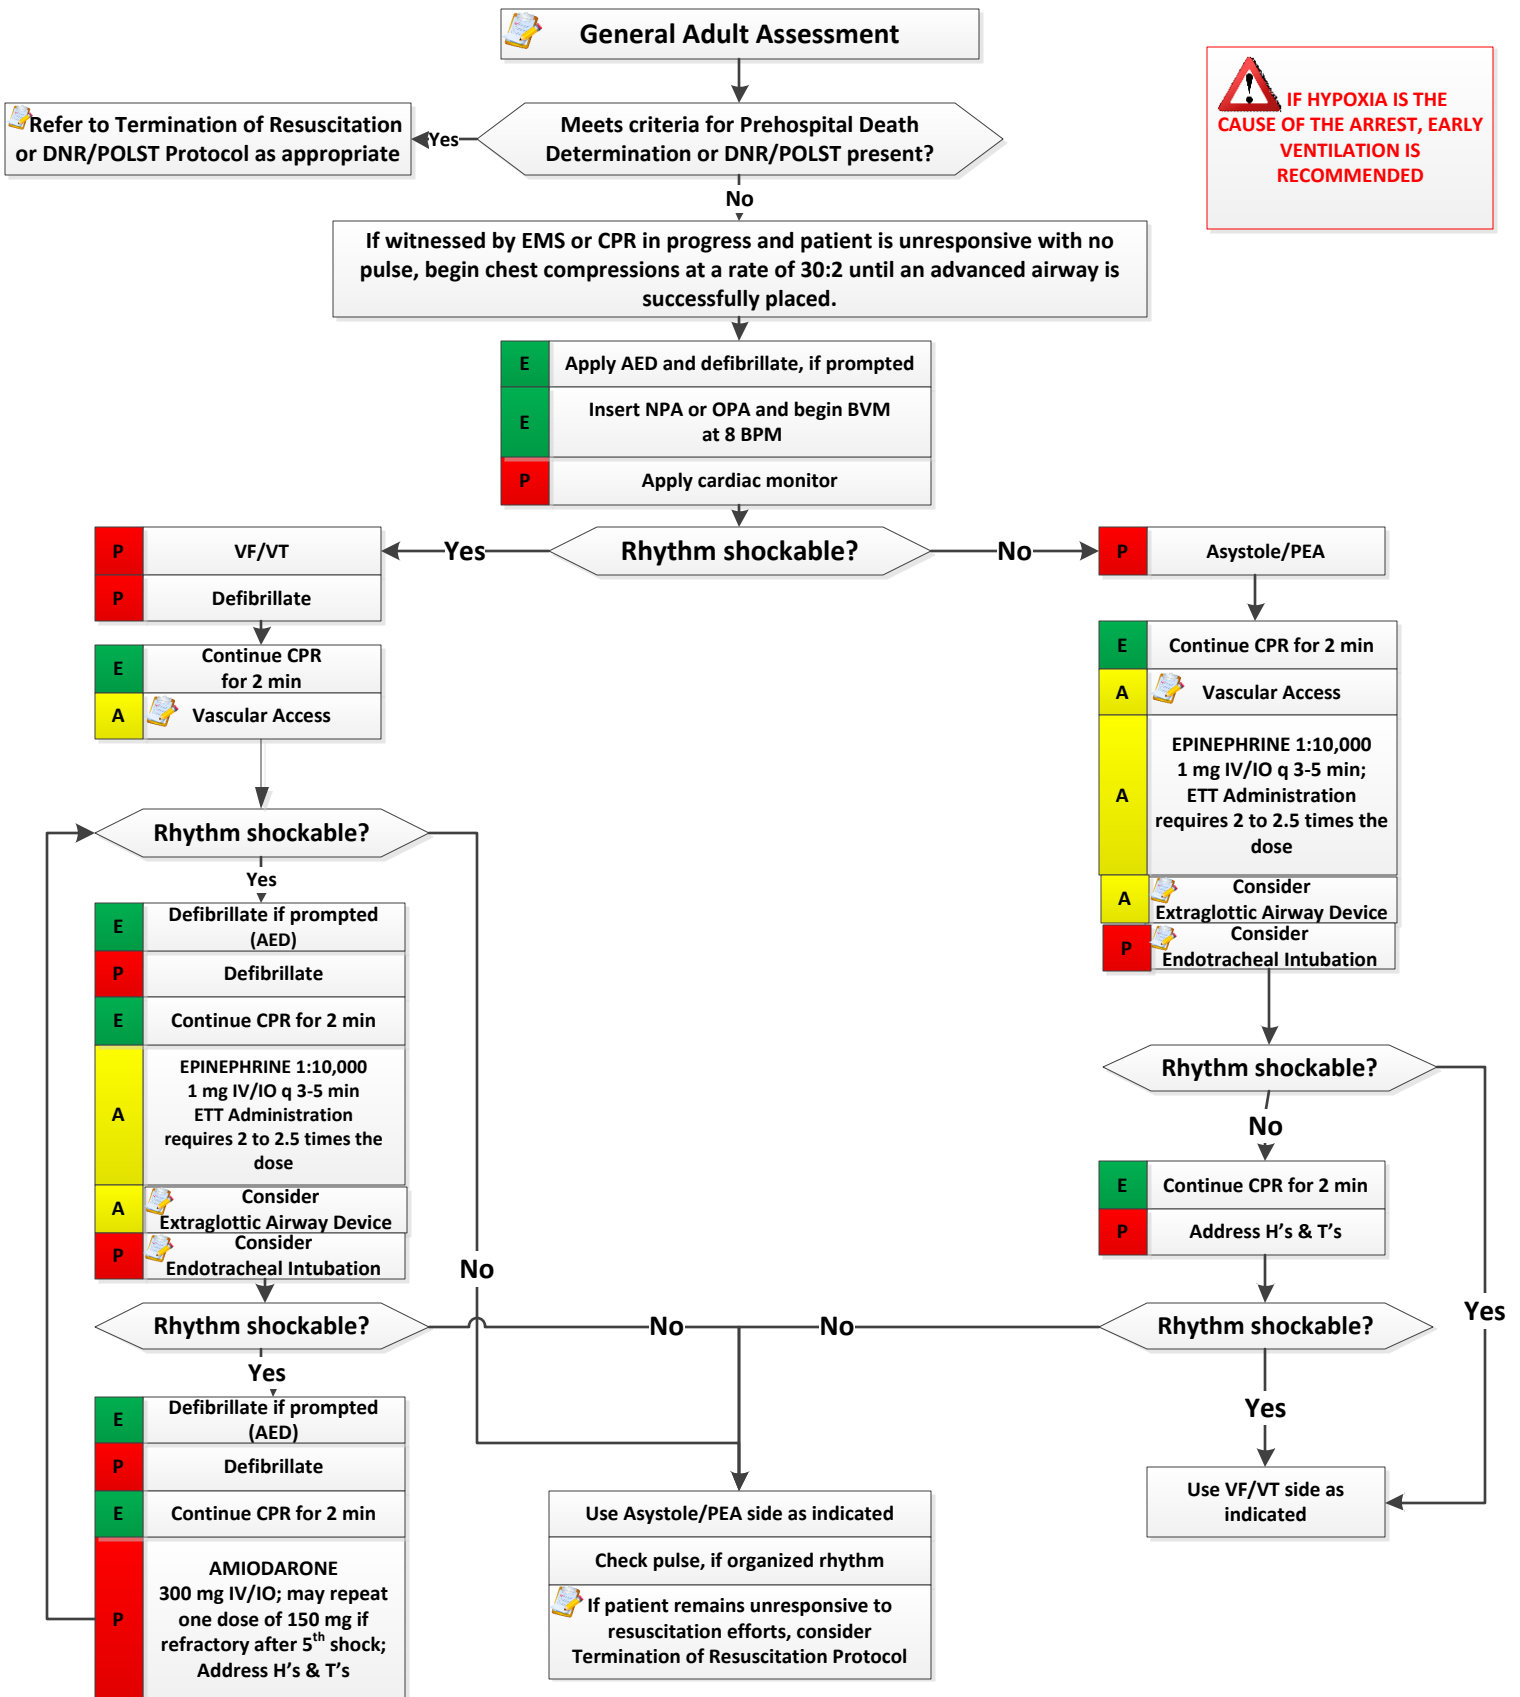 General Adult Assessment
IF HYPOXIA IS THE
CAUSE OF THE ARREST, EARLY
VENTILATION IS
RECOMMENDED
Refer to Termination of Resuscitation
or DNR/POLST Protocol as appropriate
Yes
Meets criteria for Prehospital Death
Determination or DNR/POLST present?
No
If witnessed by EMS or CPR in progress and patient is unresponsive with no
pulse, begin chest compressions at a rate of 30:2 until an advanced airway is
successfully placed.
E
Apply AED and defibrillate, if prompted
E
Insert NPA or OPA and begin BVM
at 8 BPM
P
Apply cardiac monitor
Rhythm shockable?
Yes
No
P
VF/VT
P
Defibrillate
E
Continue CPR
for 2 min
A
Vascular Access
Rhythm shockable?
Yes
No
E
Defibrillate if prompted
(AED)
P
Defibrillate
E
Continue CPR for 2 min
A
EPINEPHRINE 1:10,000
1 mg IV/IO q 3-5 min
ETT Administration
requires 2 to 2.5 times the
dose
A
Consider
Extraglottic Airway Device
P
Consider
Endotracheal Intubation
Rhythm shockable?
No
Yes
E
Defibrillate if prompted
(AED)
P
Defibrillate
E
Continue CPR for 2 min
P
AMIODARONE
300 mg IV/IO; may repeat
one dose of 150 mg if
refractory after 5th shock;
Address H's & T's
P
Asystole/PEA
E
Continue CPR for 2 min
A
Vascular Access
A
EPINEPHRINE 1:10,000
1 mg IV/IO q 3-5 min;
ETT Administration
requires 2 to 2.5 times the
dose
A
Consider
Extraglottic Airway Device
P
Consider
Endotracheal Intubation
Rhythm shockable?
No
Yes
E
Continue CPR for 2 min
P
Address H's & T's
Rhythm shockable?
No
Yes
Use VF/VT side as
indicated
Use Asystole/PEA side as indicated
Check pulse, if organized rhythm
If patient remains unresponsive to
resuscitation efforts, consider
Termination of Resuscitation Protocol